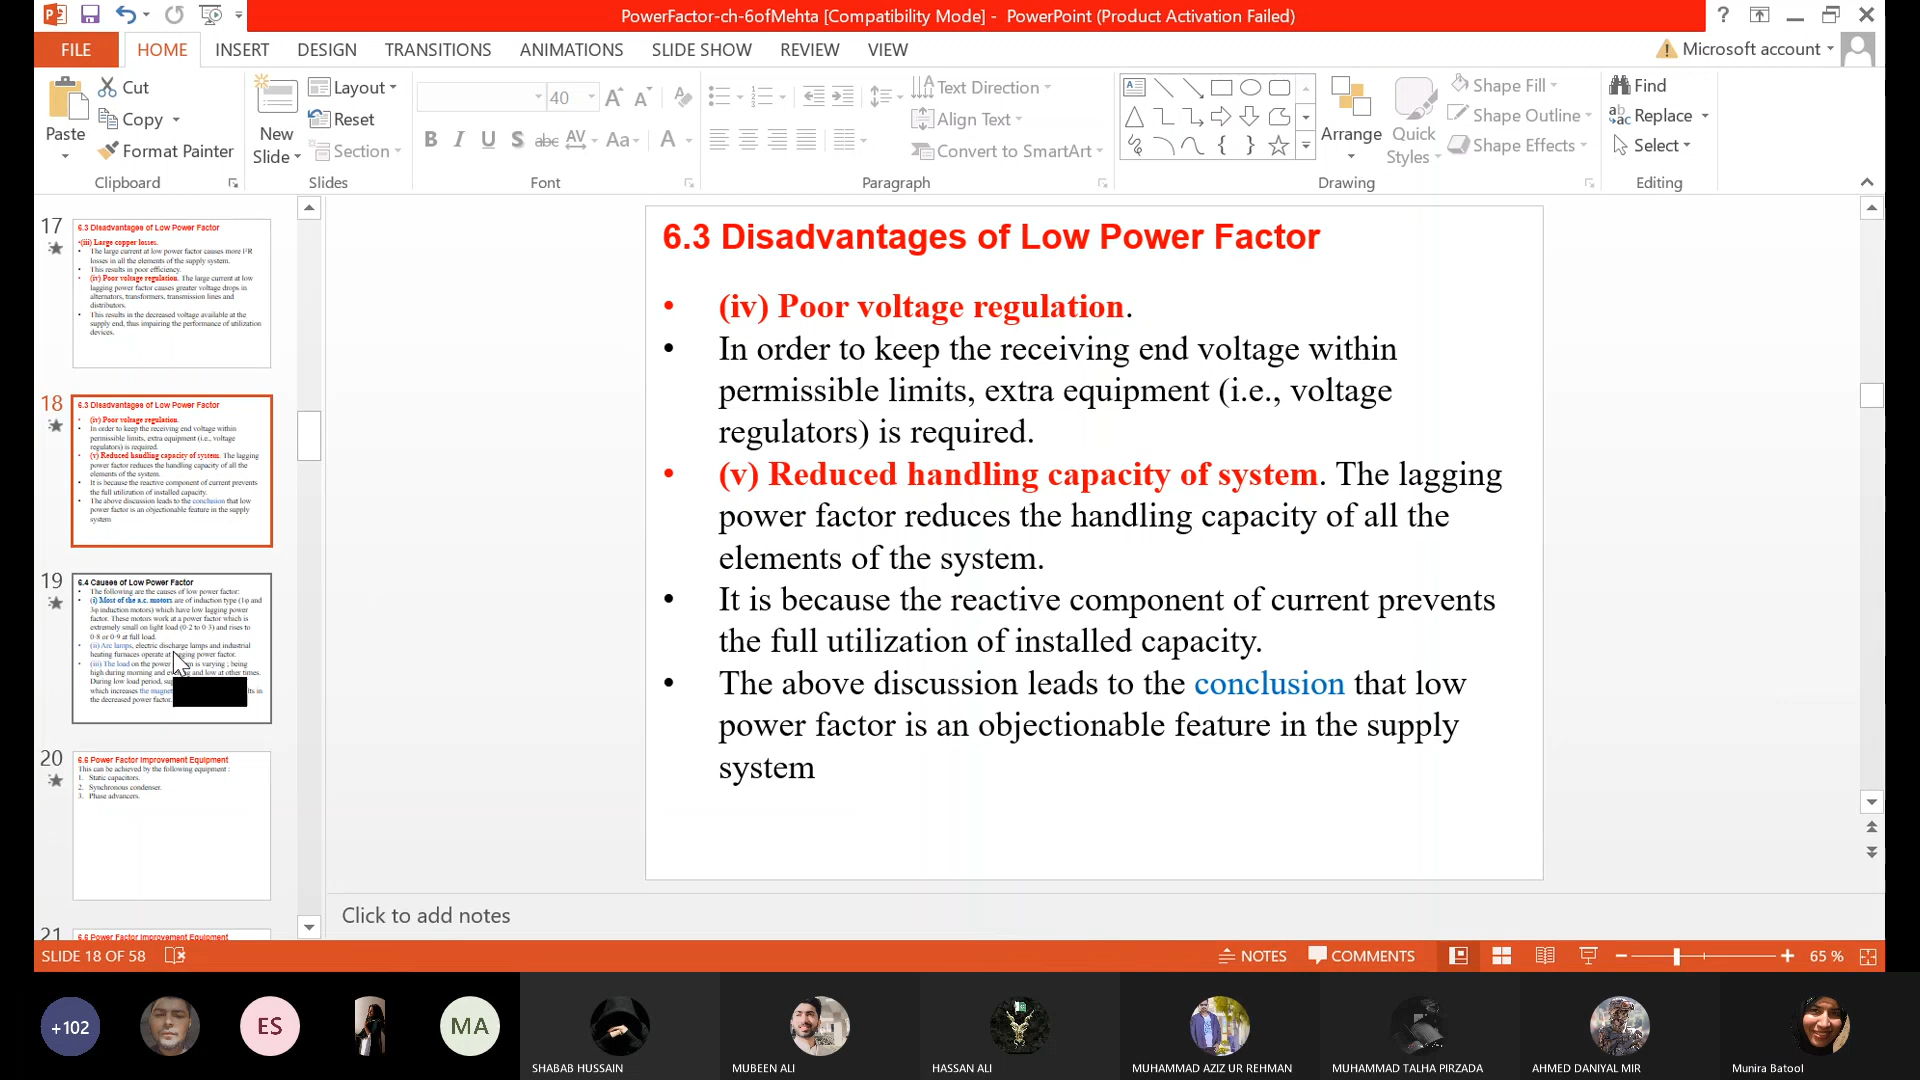 PowerFactor-ch-6ofMehta [Compatibility Mode] - PowerPoint (Product Activation Failed)
FILE HOME INSERT DESIGN TRANSITIONS ANIMATIONS SLIDE SHOW REVIEW VIEW Microsoft account
Paste
Cut
Copy
Format Painter
Clipboard
New
Slide
Layout
Reset
Section
Slides
40
Font
Text Direction
Align Text
Convert to SmartArt
Paragraph
Arrange
Quick
Styles
Shape Fill
Shape Outline
Shape Effects
Drawing
Find
Replace
Select
Editing
17
6.3 Disadvantages of Low Power Factor
•(iii) Large copper losses.
• The large current at low power factor causes more I²R
losses in all the elements of the supply system.
• This results in poor efficiency.
• (iv) Poor voltage regulation. The large current at low
lagging power factor causes greater voltage drops in
alternators, transformers, transmission lines and
distributors.
• This results in the decreased voltage available at the
supply end, thus impairing the performance of utilization
devices.
18
6.3 Disadvantages of Low Power Factor
• (iv) Poor voltage regulation.
• In order to keep the receiving end voltage within
permissible limits, extra equipment (i.e., voltage
regulators) is required.
• (v) Reduced handling capacity of system. The lagging
power factor reduces the handling capacity of all the
elements of the system.
• It is because the reactive component of current prevents
the full utilization of installed capacity.
• The above discussion leads to the conclusion that low
power factor is an objectionable feature in the supply
system
19
6.4 Causes of Low Power Factor
• The following are the causes of low power factor:
• (i) Most of the a.c. motors are of induction type (1φ and
3φ induction motors) which have low lagging power
factor. These motors work at a power factor which is
extremely small on light load (0·2 to 0·3) and rises to
0·8 or 0·9 at full load.
• (ii) Arc lamps, electric discharge lamps and industrial
heating furnaces operate at lagging power factor.
• (iii) The load on the power is varying ; being
high during morning and and low at other times.
During low load period,
which increases the in
the decreased power factor.
20
6.6 Power Factor Improvement Equipment
This can be achieved by the following equipment :
1. Static capacitors.
2. Synchronous condenser.
3. Phase advancers.
21
6.6 Power Factor Improvement Equipment
6.3 Disadvantages of Low Power Factor
• (iv) Poor voltage regulation.
• In order to keep the receiving end voltage within
permissible limits, extra equipment (i.e., voltage
regulators) is required.
• (v) Reduced handling capacity of system. The lagging
power factor reduces the handling capacity of all the
elements of the system.
• It is because the reactive component of current prevents
the full utilization of installed capacity.
• The above discussion leads to the conclusion that low
power factor is an objectionable feature in the supply
system
Click to add notes
SLIDE 18 OF 58 NOTES COMMENTS 65 %
+102 ES MA
SHABAB HUSSAIN MUBEEN ALI HASSAN ALI MUHAMMAD AZIZ UR REHMAN MUHAMMAD TALHA PIRZADA AHMED DANIYAL MIR Munira Batool